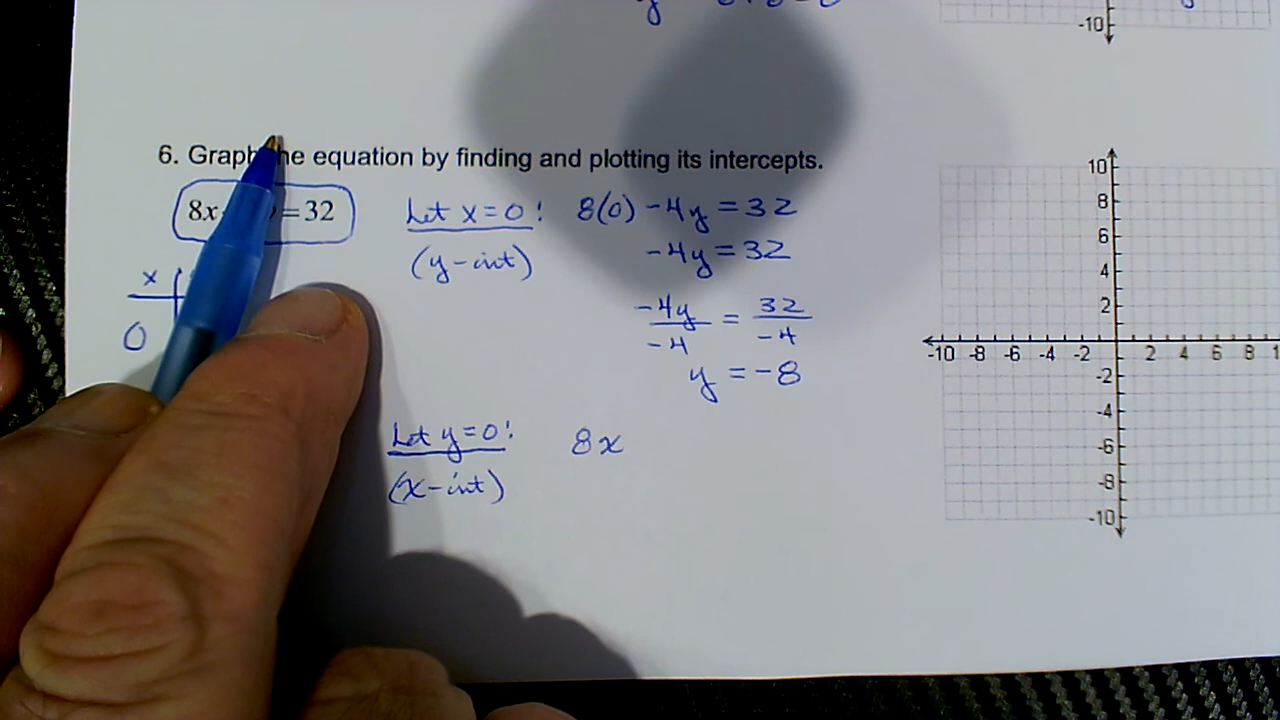 -10
6. Graph the equation by finding and plotting its intercepts.
8x = 32
Let x=0! 8(0) -4y = 32
(y-int) -4y = 32
x
0
-4y / -4 = 32 / -4
y = -8
Let y=0! 8x
(x-int)
10
8
6
4
2
-10 -8 -6 -4 -2 2 4 6 8
-2
-4
-6
-8
-10